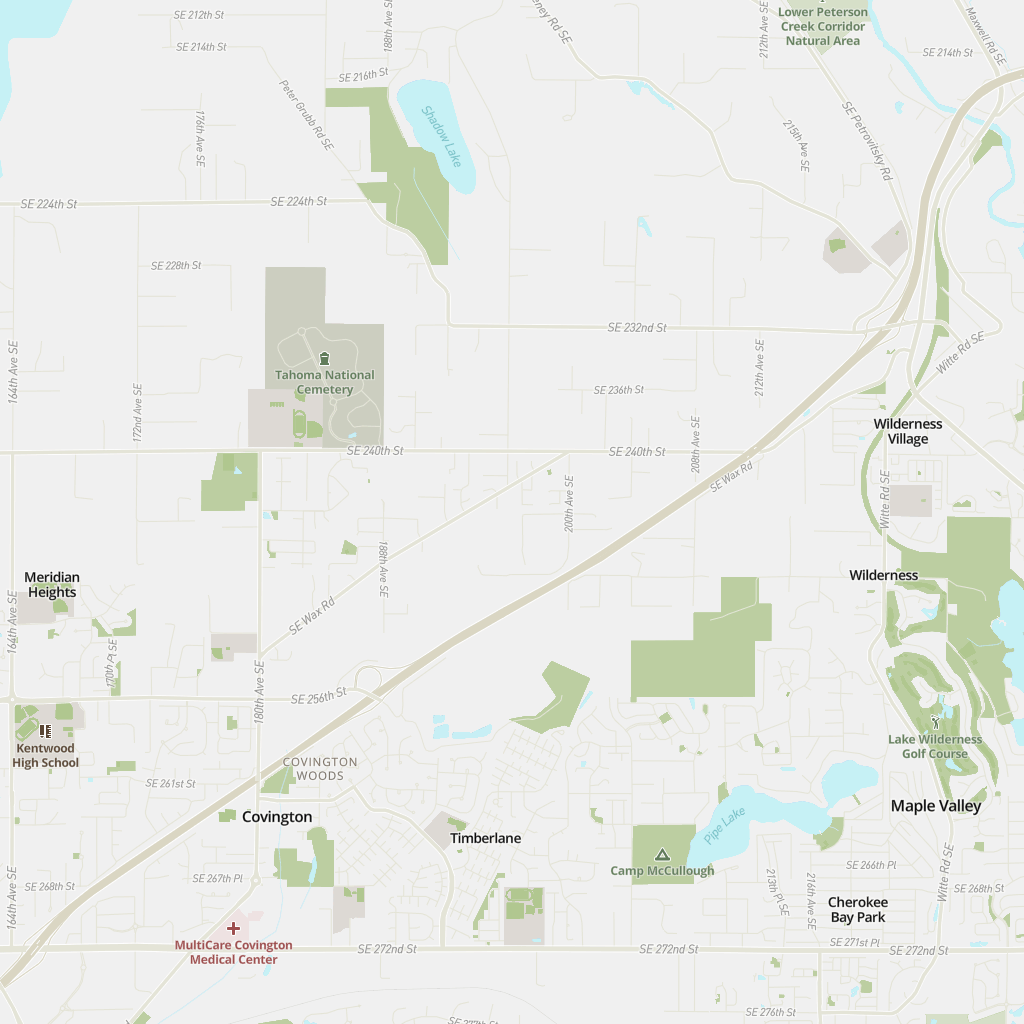 SE 212th St
188th Ave SE
212th Ave SE
Lower Peterson
Creek Corridor
Natural Area
Maxwell Rd SE
SE 214th St
SE 214th St
SE 216th St
Peter Grubb Rd SE
Shadow Lake
176th Ave SE
215th Ave SE
SE Petrovitsky Rd
SE 224th St
SE 224th St
SE 228th St
SE 232nd St
Witte Rd SE
164th Ave SE
212th Ave SE
Tahoma National
Cemetery
172nd Ave SE
SE 236th St
Wilderness
Village
208th Ave SE
SE 240th St
SE 240th St
SE Wax Rd
200th Ave SE
Witte Rd SE
188th Ave SE
Meridian
Heights
Wilderness
164th Ave SE
SE Wax Rd
170th Pl SE
180th Ave SE
SE 256th St
Kentwood
High School
Lake Wilderness
Golf Course
COVINGTON
WOODS
SE 261st St
Maple Valley
Covington
Pipe Lake
Timberlane
Camp McCullough
SE 266th Pl
SE 267th Pl
SE 268th St
SE 268th St
164th Ave SE
213th Pl SE
216th Ave SE
Witte Rd SE
Cherokee
Bay Park
MultiCare Covington
Medical Center
SE 272nd St
SE 272nd St
SE 271st Pl
SE 276th St
SE 277th St